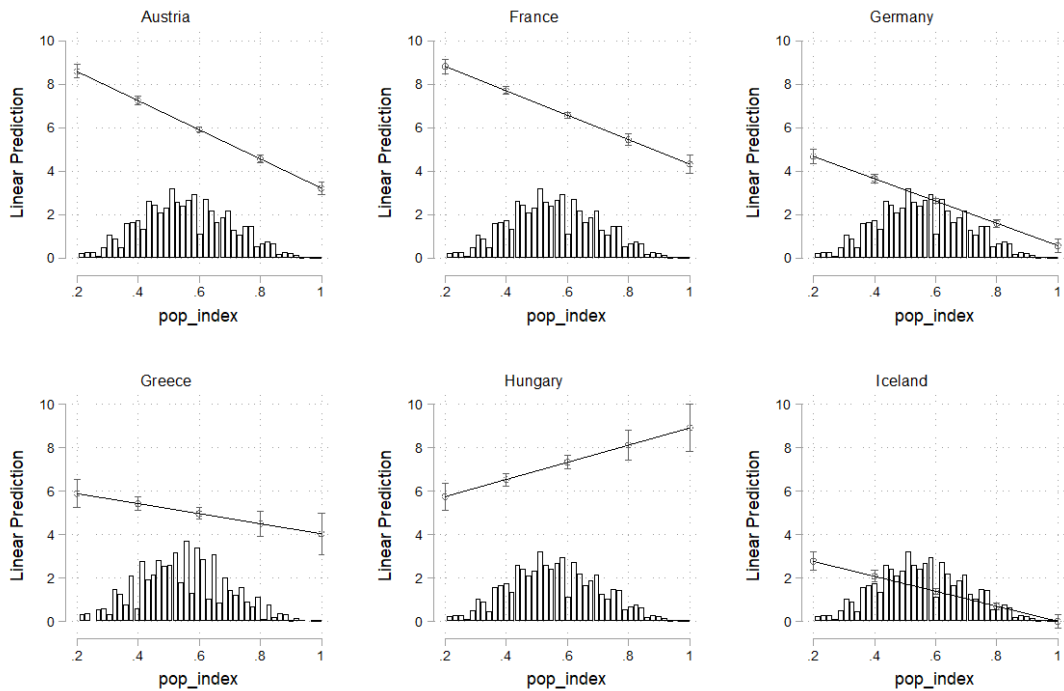 Austria
Linear Prediction
10
8
6
4
2
0
.2 .4 .6 .8 1
pop_index
France
Linear Prediction
10
8
6
4
2
0
.2 .4 .6 .8 1
pop_index
Germany
Linear Prediction
10
8
6
4
2
0
.2 .4 .6 .8 1
pop_index
Greece
Linear Prediction
10
8
6
4
2
0
.2 .4 .6 .8 1
pop_index
Hungary
Linear Prediction
10
8
6
4
2
0
.2 .4 .6 .8 1
pop_index
Iceland
Linear Prediction
10
8
6
4
2
0
.2 .4 .6 .8 1
pop_index